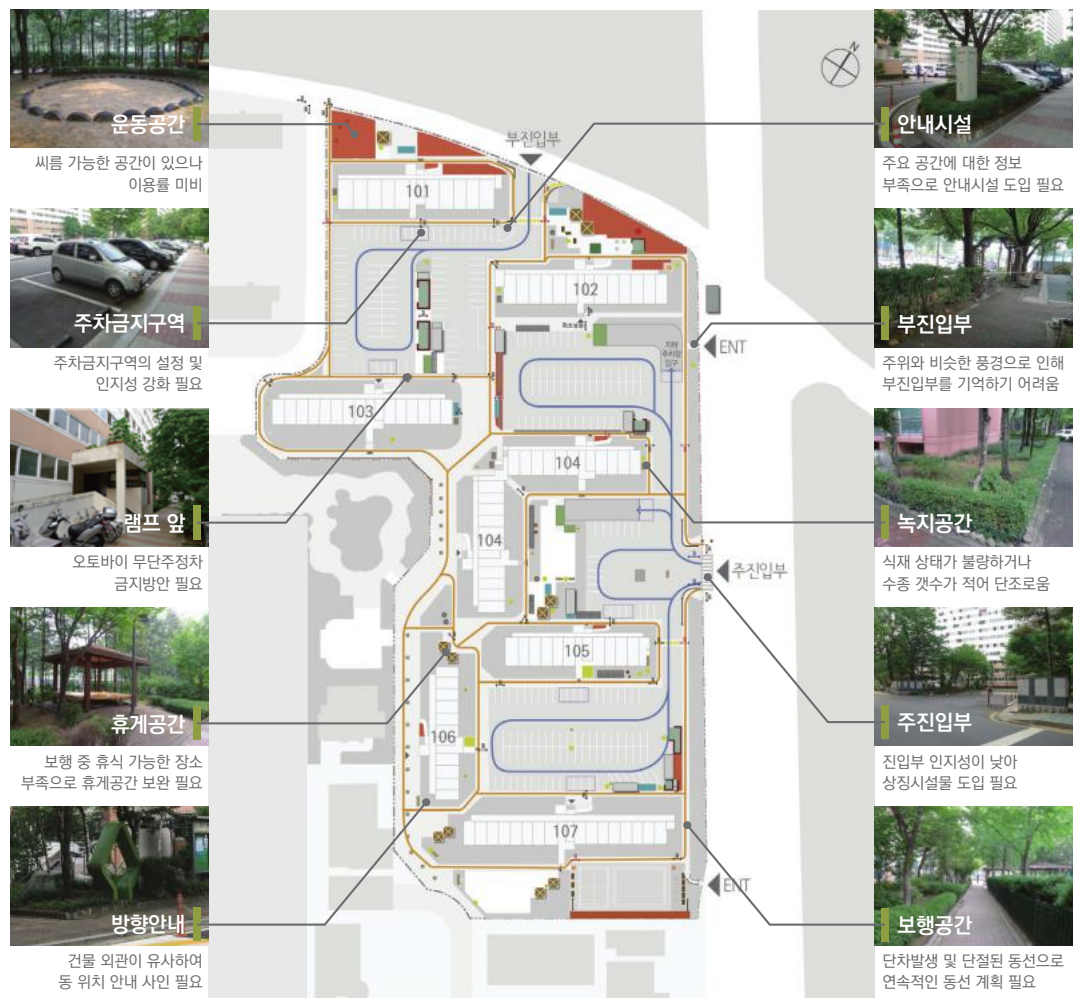 운동공간
씨름 가능한 공간이 있으나
이용률 미비
주차금지구역
주차금지구역의 설정 및
인지성 강화 필요
램프 앞
오토바이 무단주정차
금지방안 필요
휴게공간
보행 중 휴식 가능한 장소
부족으로 휴게공간 보완 필요
방향안내
건물 외관이 유사하여
동 위치 안내 사인 필요
N
부진입부
101
102
지하
주차장
입구
ENT
103
104
104
주진입부
105
106
107
ENT
안내시설
주요 공간에 대한 정보
부족으로 안내시설 도입 필요
부진입부
주위와 비슷한 풍경으로 인해
부진입부를 기억하기 어려움
녹지공간
식재 상태가 불량하거나
수종 갯수가 적어 단조로움
주진입부
진입부 인지성이 낮아
상징시설물 도입 필요
보행공간
단차발생 및 단절된 동선으로
연속적인 동선 계획 필요